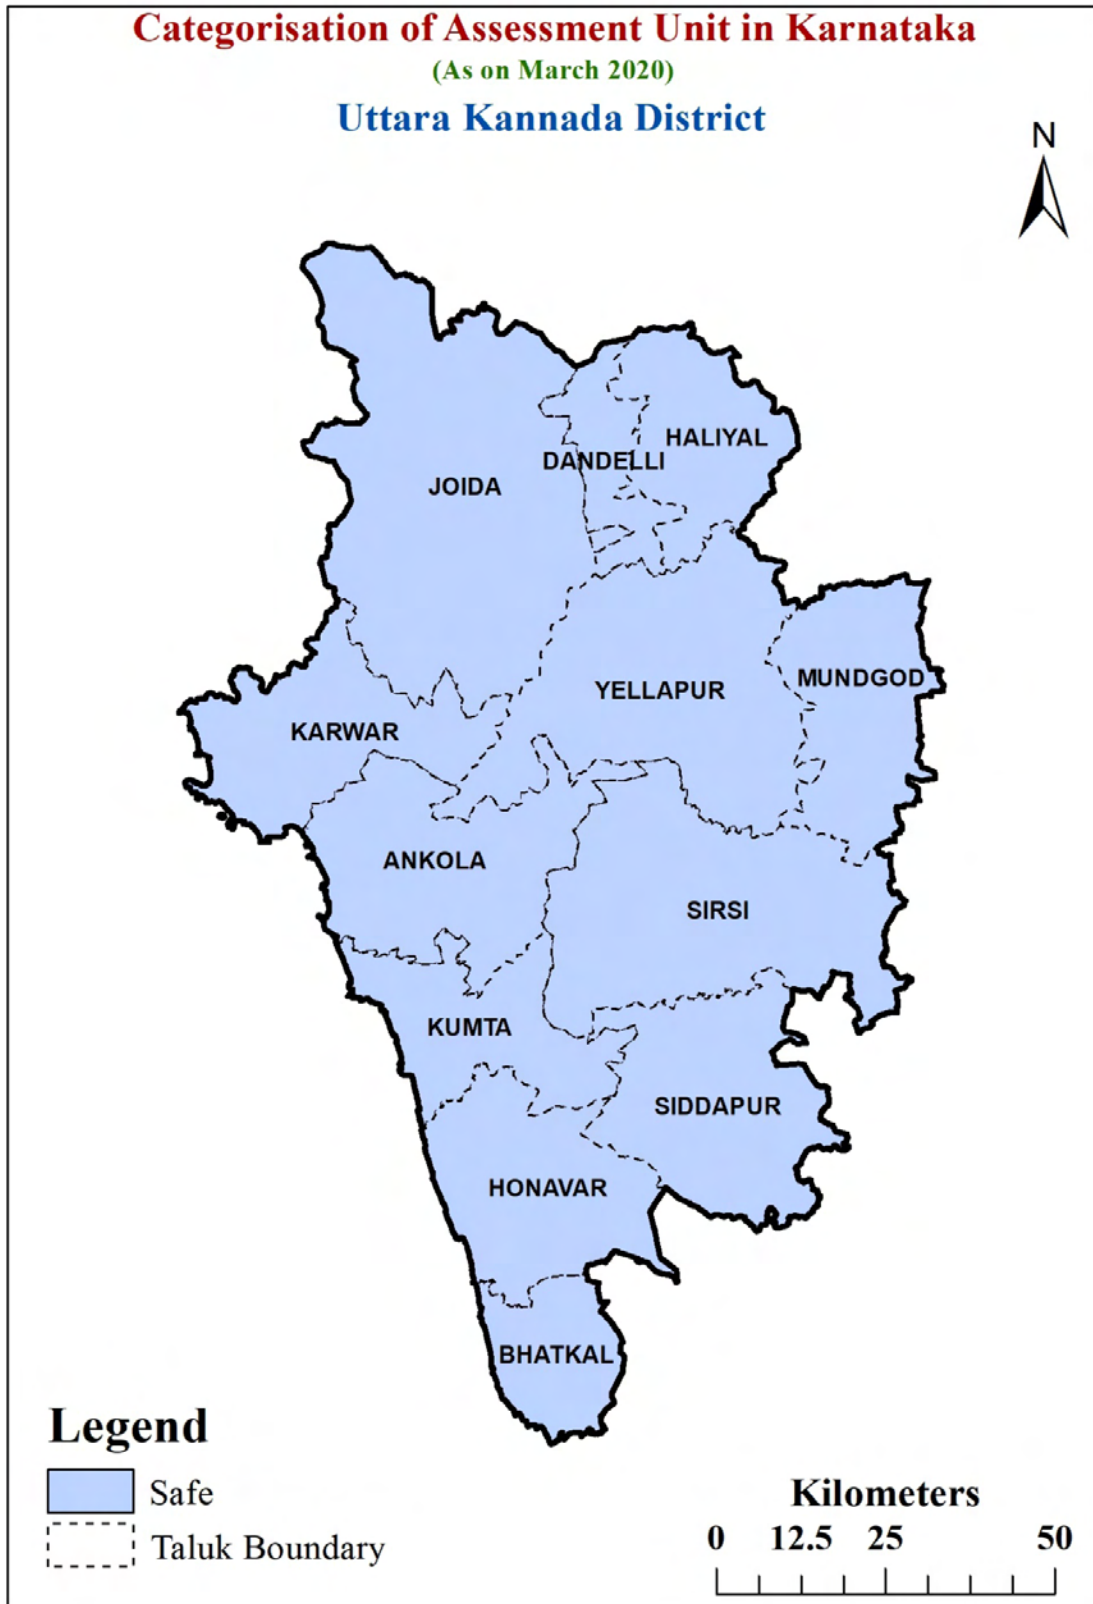 Categorisation of Assessment Unit in Karnataka
(As on March 2020)
Uttara Kannada District
N
HALIYAL
DANDELLI
JOIDA
MUNDGOD
YELLAPUR
KARWAR
ANKOLA
SIRSI
KUMTA
SIDDAPUR
HONAVAR
BHATKAL
Legend
Safe
Taluk Boundary
Kilometers
0 12.5 25 50